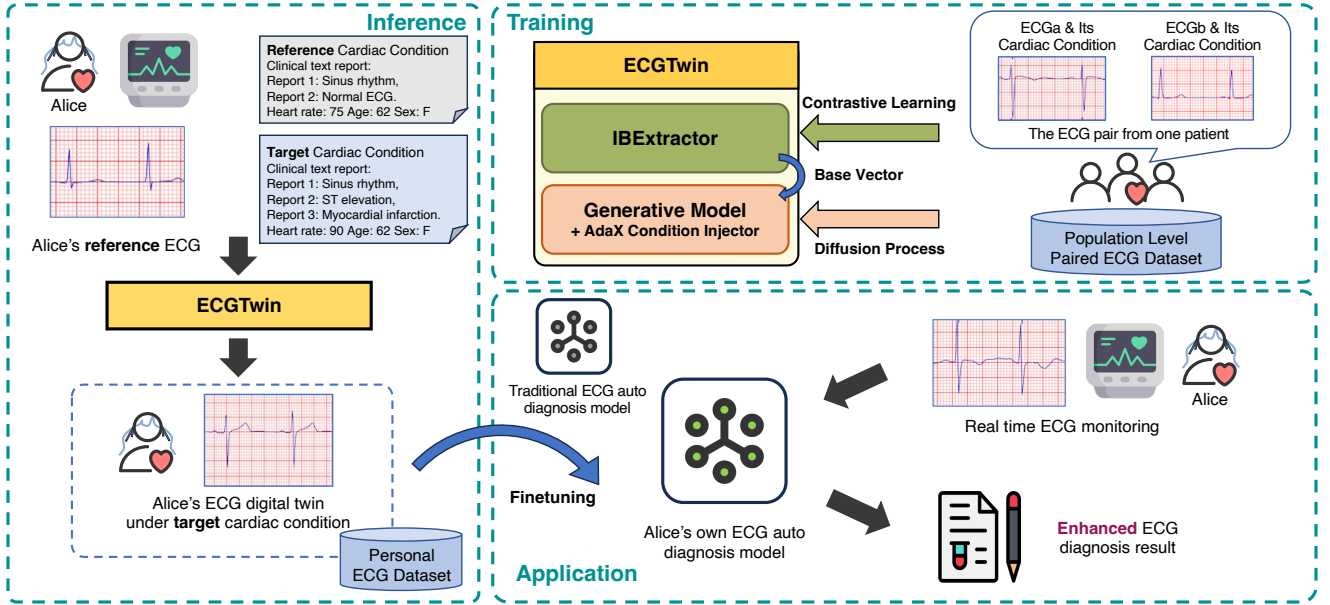 Inference
Alice
Reference Cardiac Condition
Clinical text report:
Report 1: Sinus rhythm,
Report 2: Normal ECG.
Heart rate: 75 Age: 62 Sex: F
Target Cardiac Condition
Clinical text report:
Report 1: Sinus rhythm,
Report 2: ST elevation,
Report 3: Myocardial infarction.
Heart rate: 90 Age: 62 Sex: F
Alice's reference ECG
ECGTwin
Alice's ECG digital twin
under target cardiac condition
Personal
ECG Dataset
Training
ECGTwin
IBExtractor
Generative Model
+ AdaX Condition Injector
Contrastive Learning
Base Vector
Diffusion Process
ECGa & Its
Cardiac Condition
ECGb & Its
Cardiac Condition
The ECG pair from one patient
Population Level
Paired ECG Dataset
Traditional ECG auto
diagnosis model
Finetuning
Alice's own ECG auto
diagnosis model
Real time ECG monitoring
Alice
Enhanced ECG
diagnosis result
Application